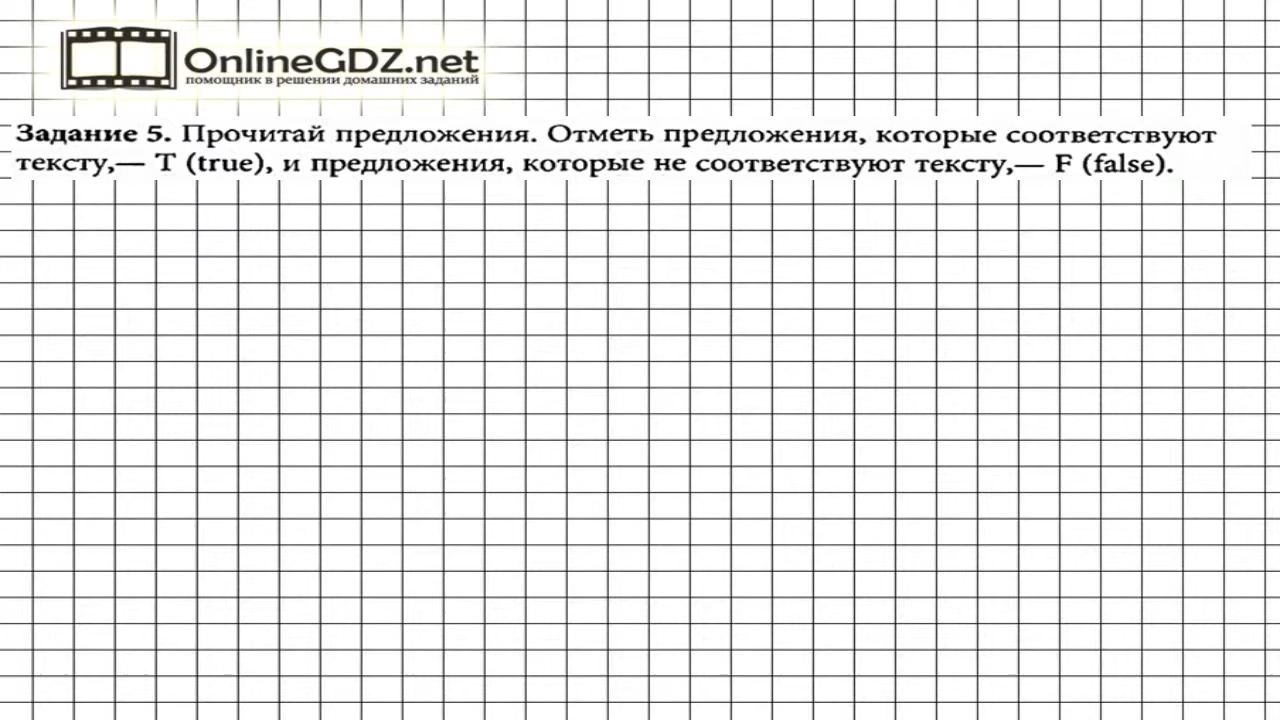 OnlineGDZ.net
помощник в решении домашних заданий
Задание 5. Прочитай предложения. Отметь предложения, которые соответствуют
тексту,— T (true), и предложения, которые не соответствуют тексту,— F (false).